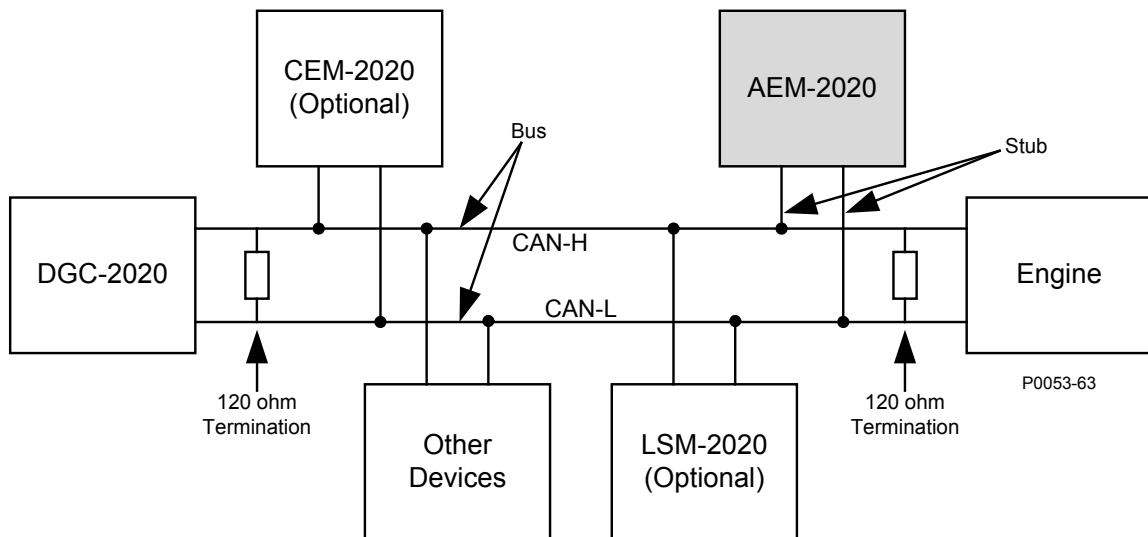 CEM-2020
(Optional)
AEM-2020
Bus
Stub
DGC-2020
CAN-H
Engine
CAN-L
P0053-63
120 ohm
Termination
Other
Devices
LSM-2020
(Optional)
120 ohm
Termination